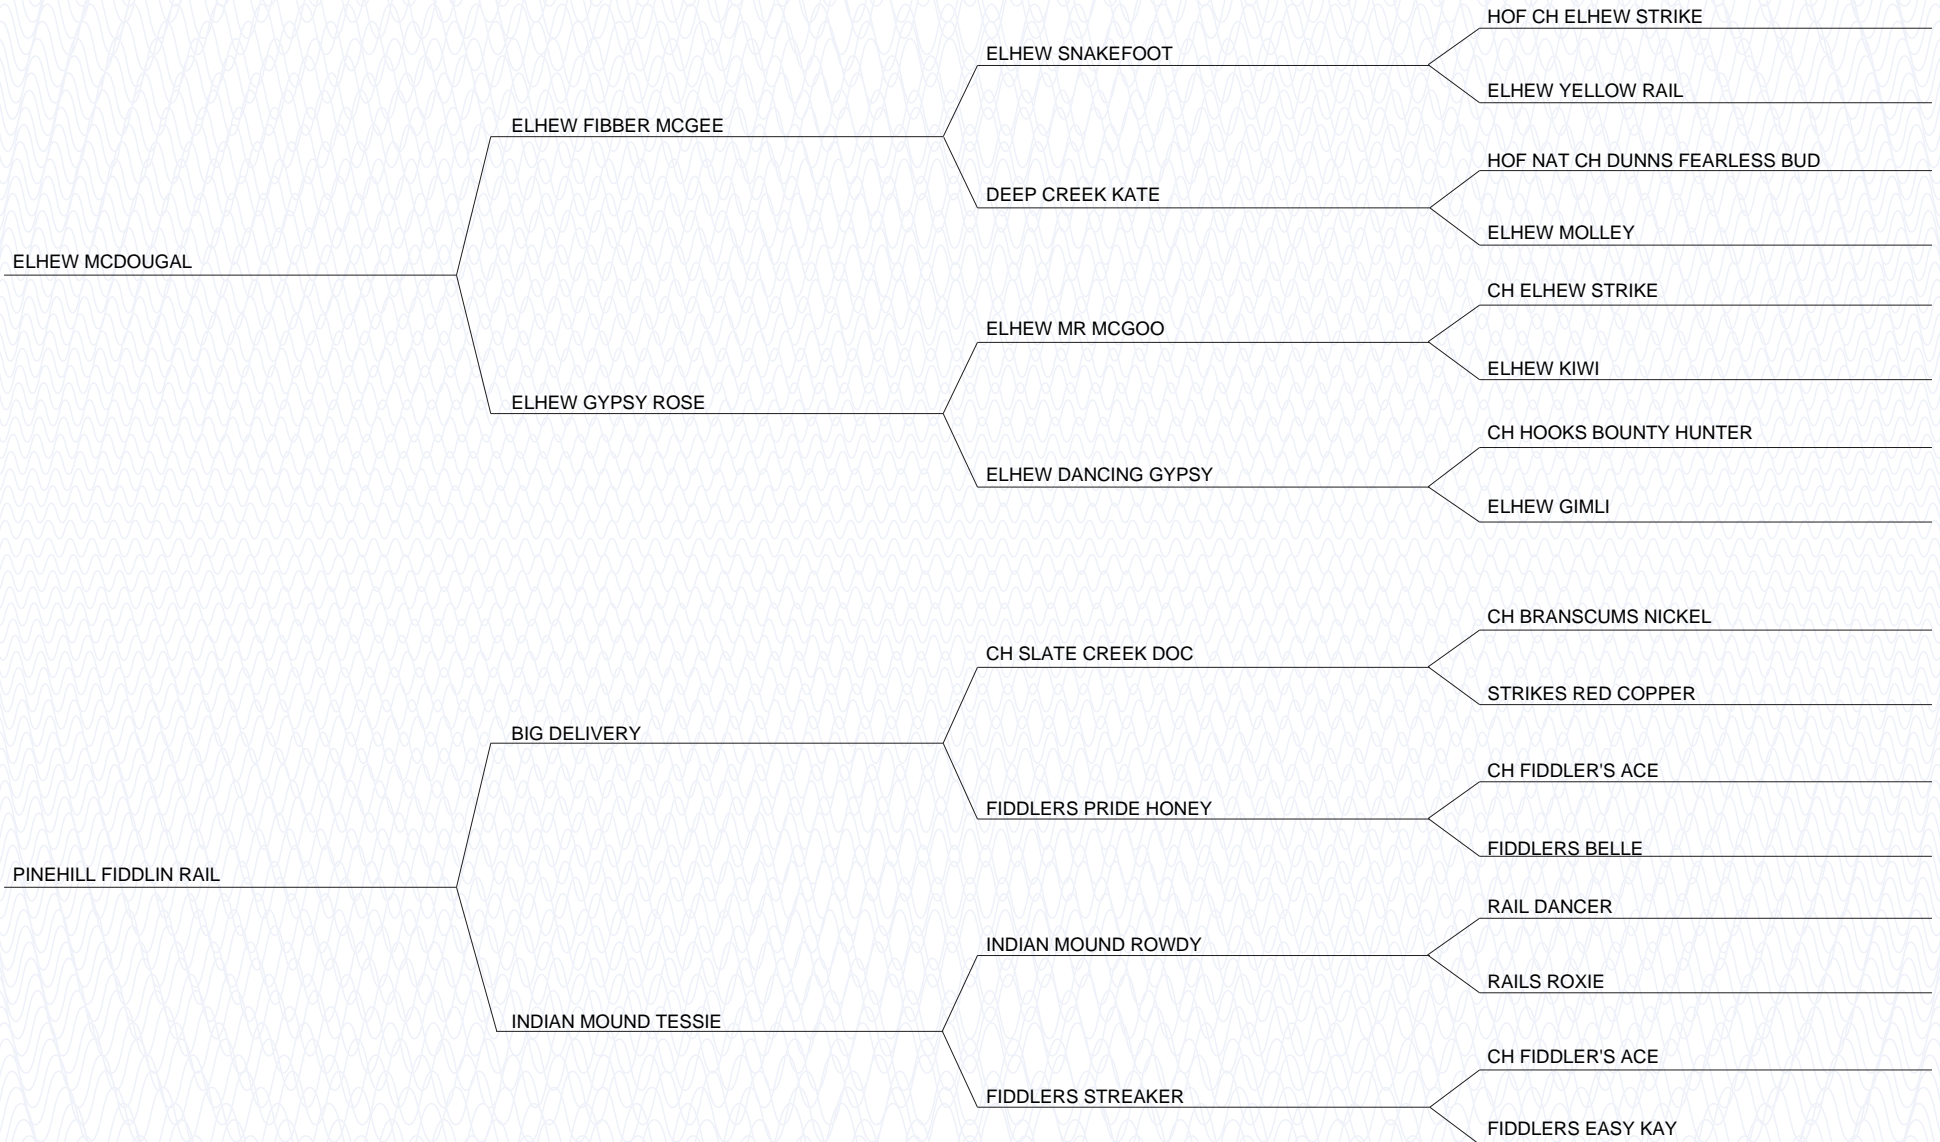 HOF CH ELHEW STRIKE
ELHEW SNAKEFOOT
ELHEW YELLOW RAIL
ELHEW FIBBER MCGEE
HOF NAT CH DUNNS FEARLESS BUD
DEEP CREEK KATE
ELHEW MOLLEY
ELHEW MCDOUGAL
CH ELHEW STRIKE
ELHEW MR MCGOO
ELHEW KIWI
ELHEW GYPSY ROSE
CH HOOKS BOUNTY HUNTER
ELHEW DANCING GYPSY
ELHEW GIMLI
CH BRANSCUMS NICKEL
CH SLATE CREEK DOC
STRIKES RED COPPER
BIG DELIVERY
CH FIDDLER'S ACE
FIDDLERS PRIDE HONEY
FIDDLERS BELLE
PINEHILL FIDDLIN RAIL
RAIL DANCER
INDIAN MOUND ROWDY
RAILS ROXIE
INDIAN MOUND TESSIE
CH FIDDLER'S ACE
FIDDLERS STREAKER
FIDDLERS EASY KAY